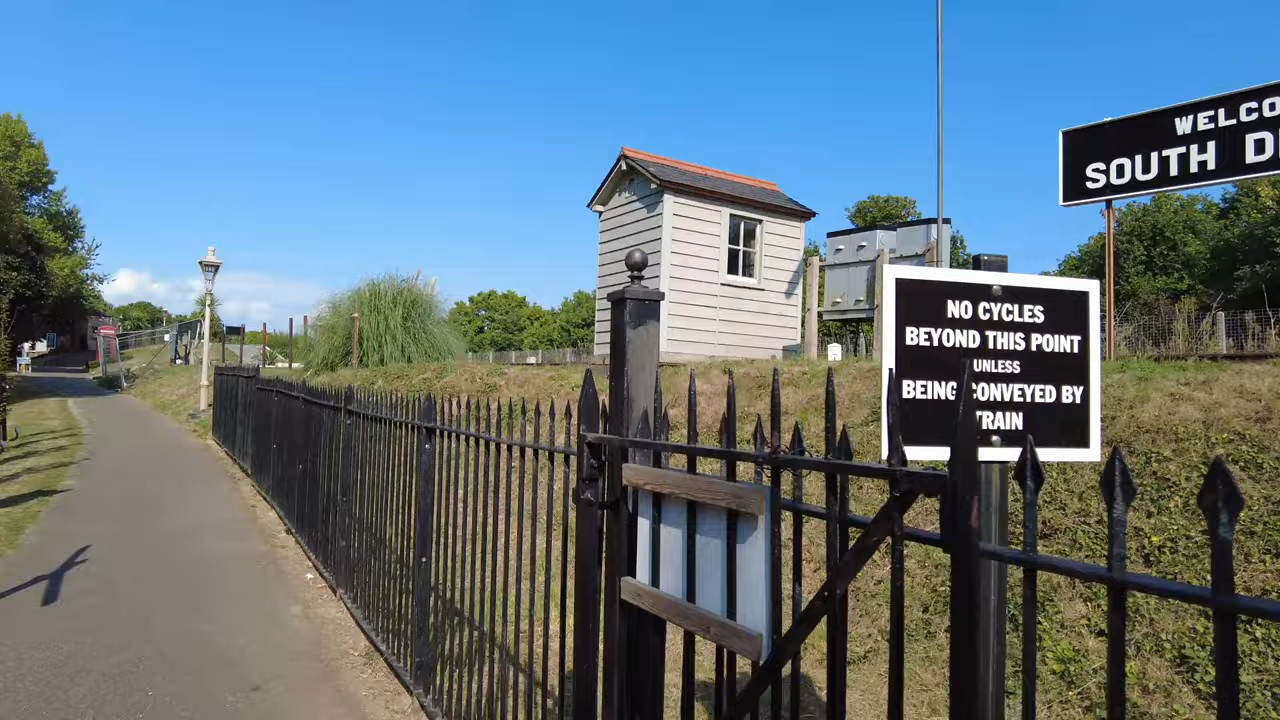 WELCO
SOUTH D
NO CYCLES
BEYOND THIS POINT
UNLESS
BEING CONVEYED BY
TRAIN